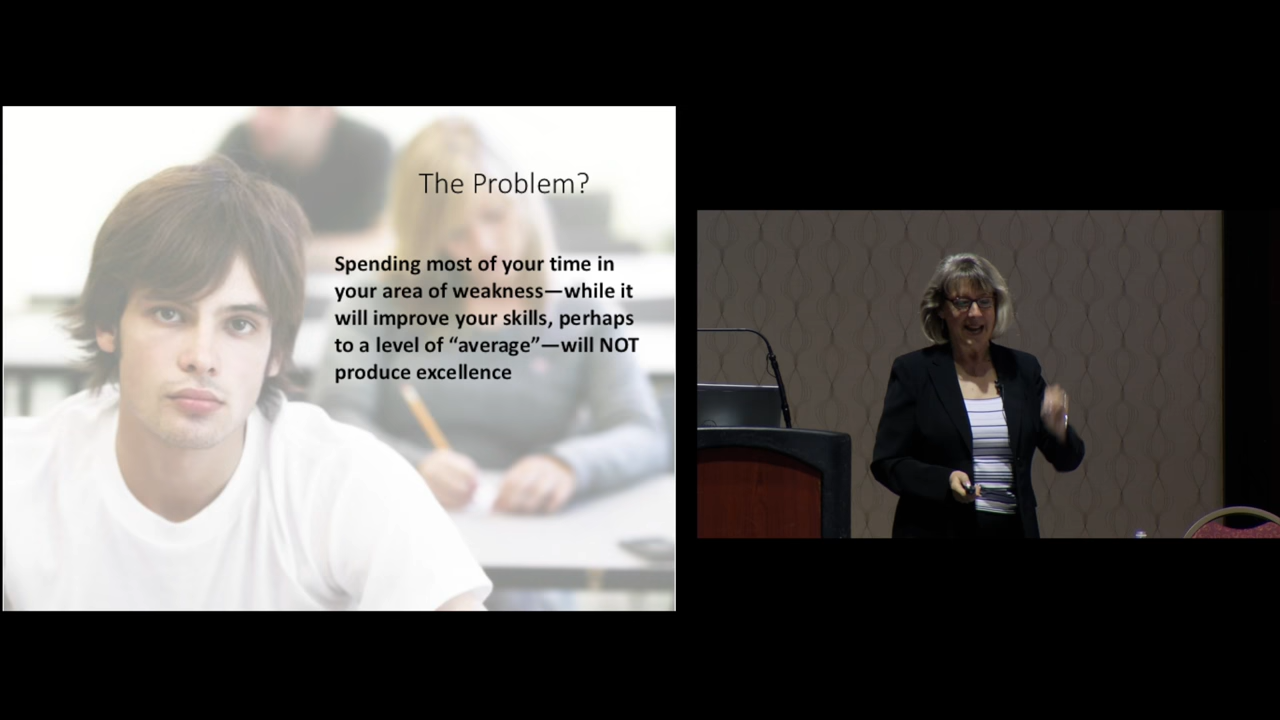 The Problem?
Spending most of your time in
your area of weakness—while it
will improve your skills, perhaps
to a level of “average”—will NOT
produce excellence